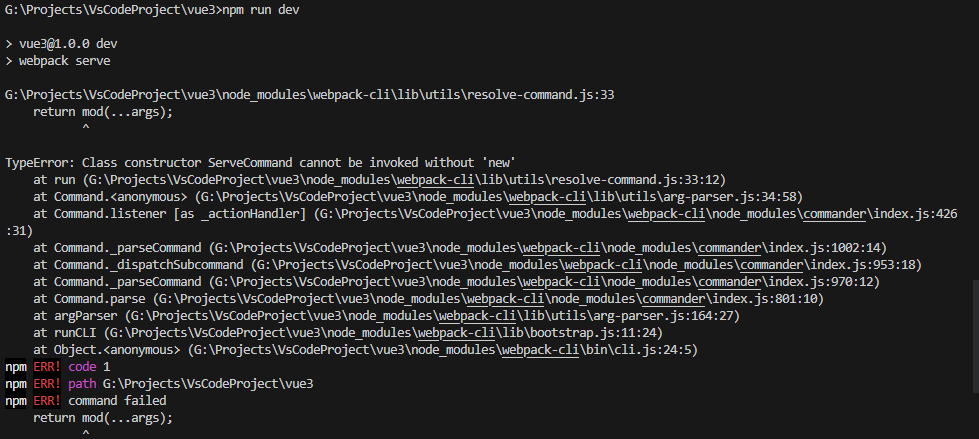 G:\Projects\VsCodeProject\vue3>npm run dev
> vue3@1.0.0 dev
> webpack serve
G:\Projects\VsCodeProject\vue3\node_modules\webpack-cli\lib\utils\resolve-command.js:33
    return mod(...args);
           ^
TypeError: Class constructor ServeCommand cannot be invoked without 'new'
    at run (G:\Projects\VsCodeProject\vue3\node_modules\webpack-cli\lib\utils\resolve-command.js:33:12)
    at Command.<anonymous> (G:\Projects\VsCodeProject\vue3\node_modules\webpack-cli\lib\utils\arg-parser.js:34:58)
    at Command.listener [as _actionHandler] (G:\Projects\VsCodeProject\vue3\node_modules\webpack-cli\node_modules\commander\index.js:426
:31)
    at Command._parseCommand (G:\Projects\VsCodeProject\vue3\node_modules\webpack-cli\node_modules\commander\index.js:1002:14)
    at Command._dispatchSubcommand (G:\Projects\VsCodeProject\vue3\node_modules\webpack-cli\node_modules\commander\index.js:953:18)
    at Command._parseCommand (G:\Projects\VsCodeProject\vue3\node_modules\webpack-cli\node_modules\commander\index.js:970:12)
    at Command.parse (G:\Projects\VsCodeProject\vue3\node_modules\webpack-cli\node_modules\commander\index.js:801:10)
    at argParser (G:\Projects\VsCodeProject\vue3\node_modules\webpack-cli\lib\utils\arg-parser.js:164:27)
    at runCLI (G:\Projects\VsCodeProject\vue3\node_modules\webpack-cli\lib\bootstrap.js:11:24)
    at Object.<anonymous> (G:\Projects\VsCodeProject\vue3\node_modules\webpack-cli\bin\cli.js:24:5)
npm ERR! code 1
npm ERR! path G:\Projects\VsCodeProject\vue3
npm ERR! command failed
    return mod(...args);
           ^